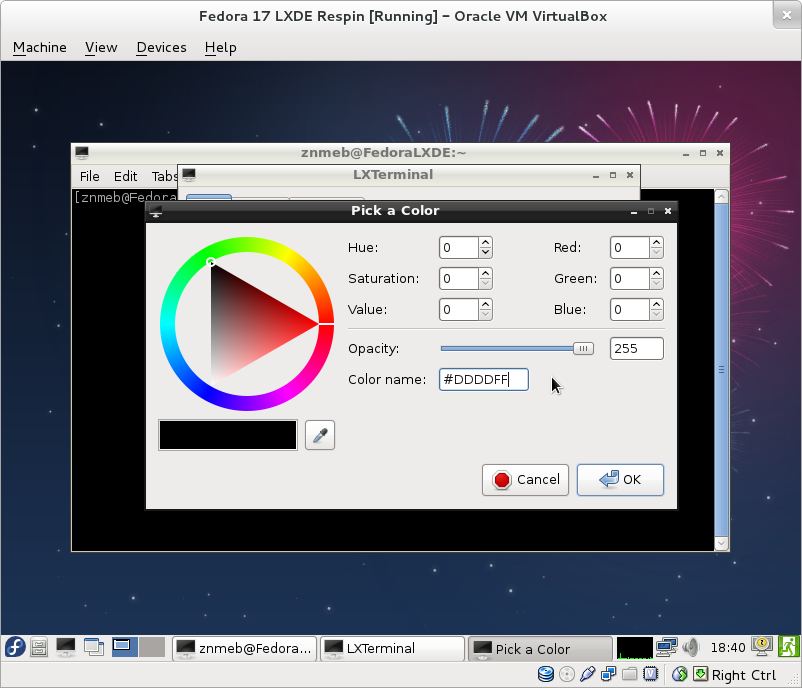 Fedora 17 LXDE Respin [Running] – Oracle VM VirtualBox
Machine View Devices Help
znmeb@FedoraLXDE:~
File Edit Tabs
LXTerminal
[znmeb@Fedora
Pick a Color
Hue: 0 Red: 0
Saturation: 0 Green: 0
Value: 0 Blue: 0
Opacity: 255
Color name: #DDDDFF
Cancel OK
znmeb@Fedora... LXTerminal Pick a Color 18:40
Right Ctrl